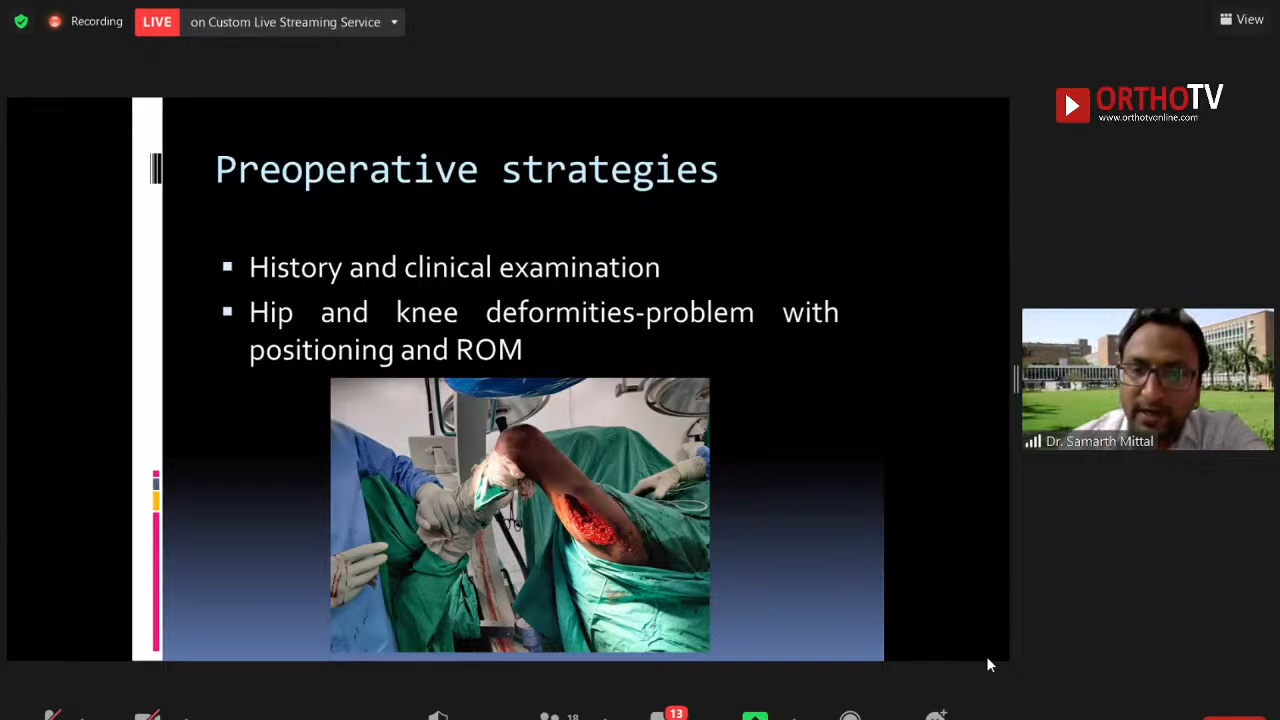 Recording
LIVE
on Custom Live Streaming Service
View
ORTHOTV
www.orthotvonline.com
Preoperative strategies
History and clinical examination
Hip and knee deformities-problem with
positioning and ROM
Dr. Samarth Mittal
18
13